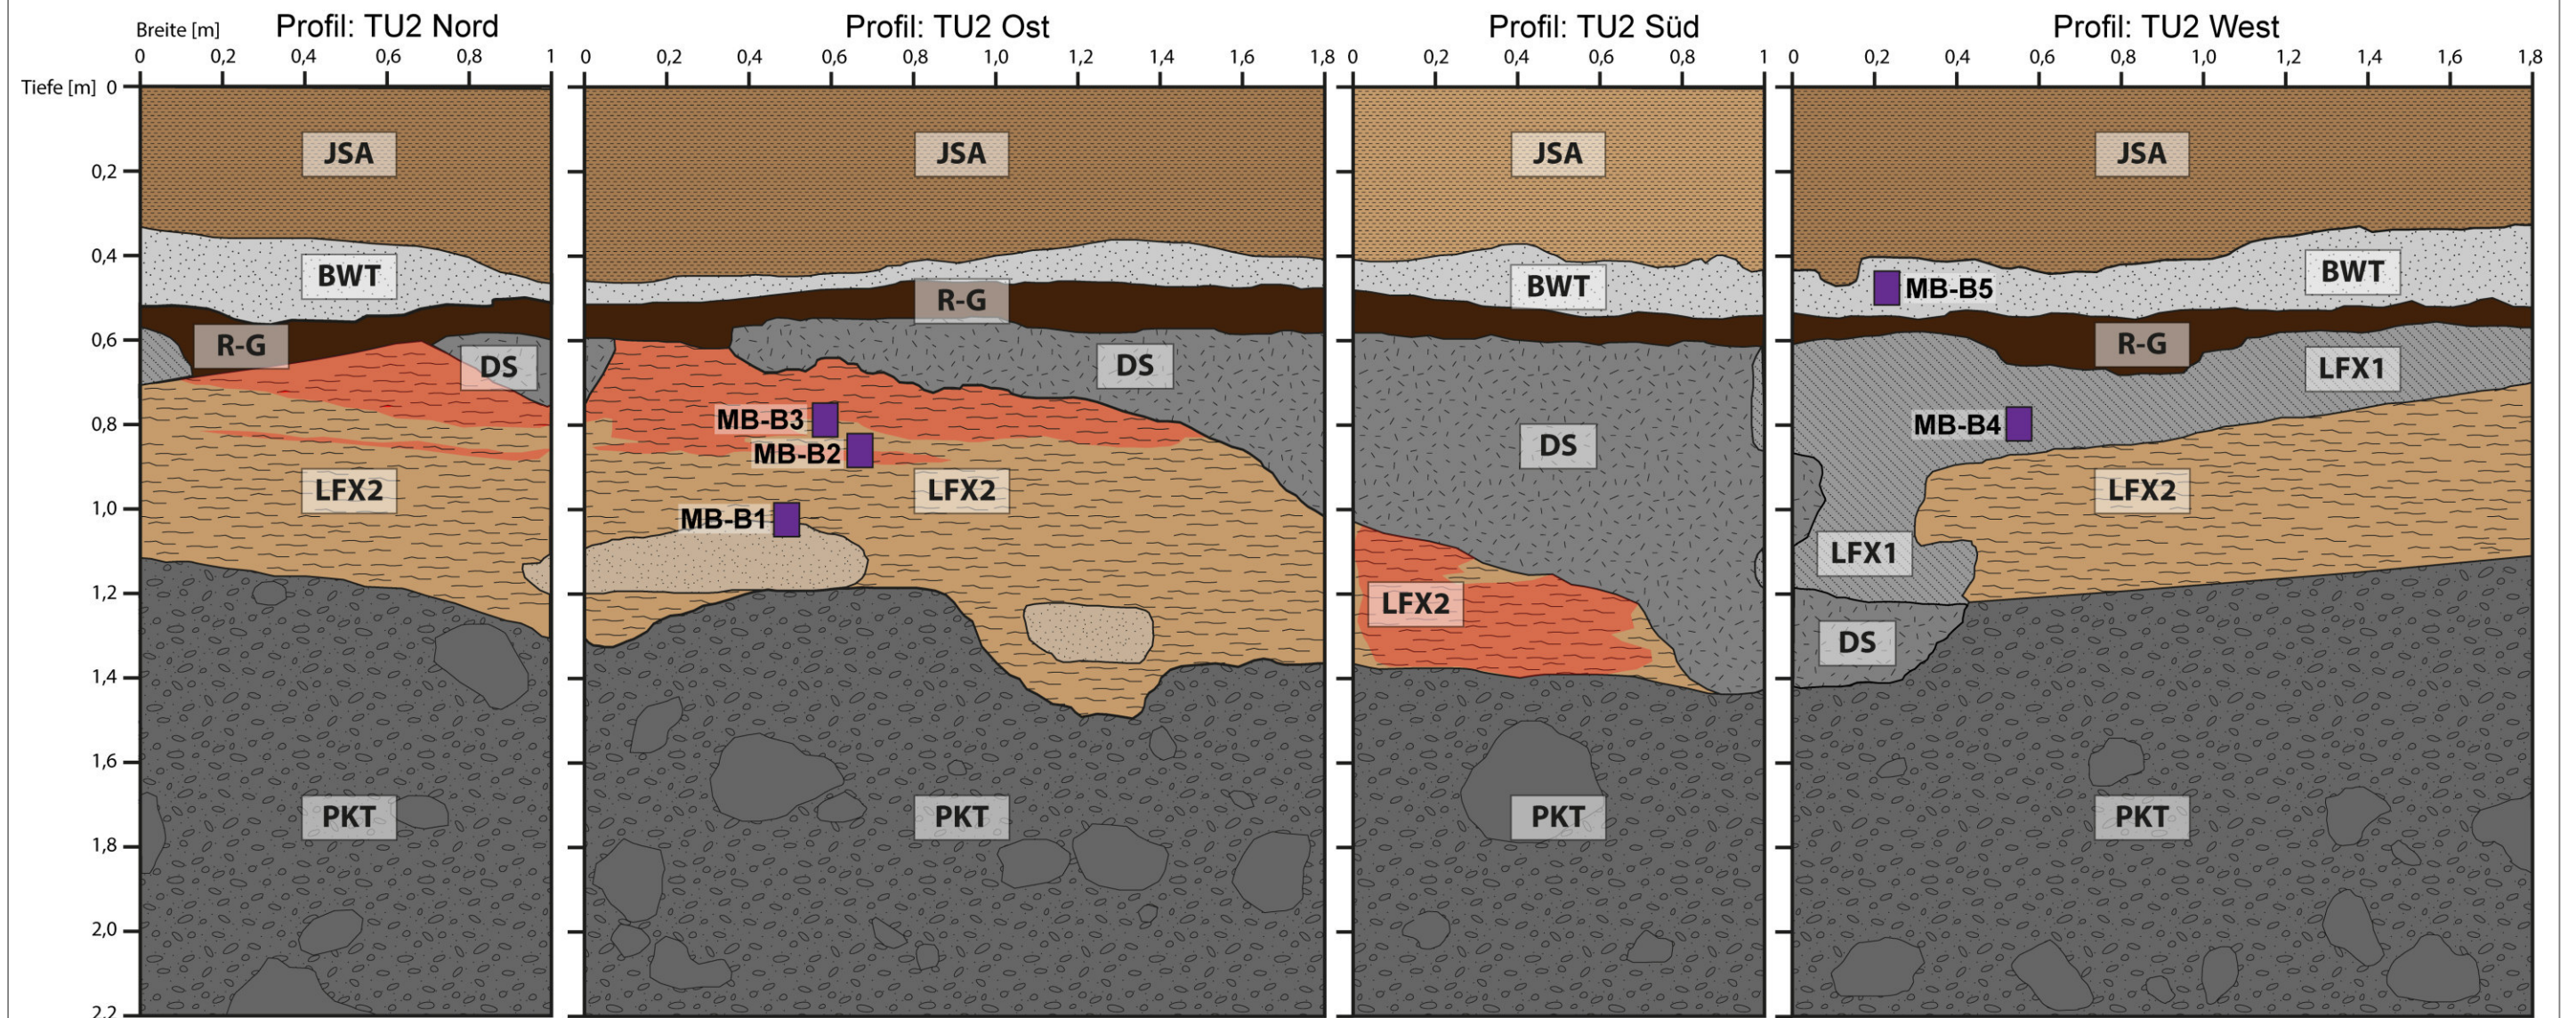 Profil: TU2 Nord
Profil: TU2 Ost
Profil: TU2 Süd
Profil: TU2 West
Breite [m]
0 0,2 0,4 0,6 0,8 1
0 0,2 0,4 0,6 0,8 1,0 1,2 1,4 1,6 1,8
0 0,2 0,4 0,6 0,8 1
0 0,2 0,4 0,6 0,8 1,0 1,2 1,4 1,6 1,8
Tiefe [m] 0
0,2
0,4
0,6
0,8
1,0
1,2
1,4
1,6
1,8
2,0
2,2
JSA
BWT
R-G
DS
LFX2
PKT
JSA
R-G
DS
MB-B3
MB-B2
LFX2
MB-B1
PKT
JSA
BWT
DS
LFX2
PKT
JSA
BWT
MB-B5
R-G
LFX1
MB-B4
LFX2
LFX1
DS
PKT